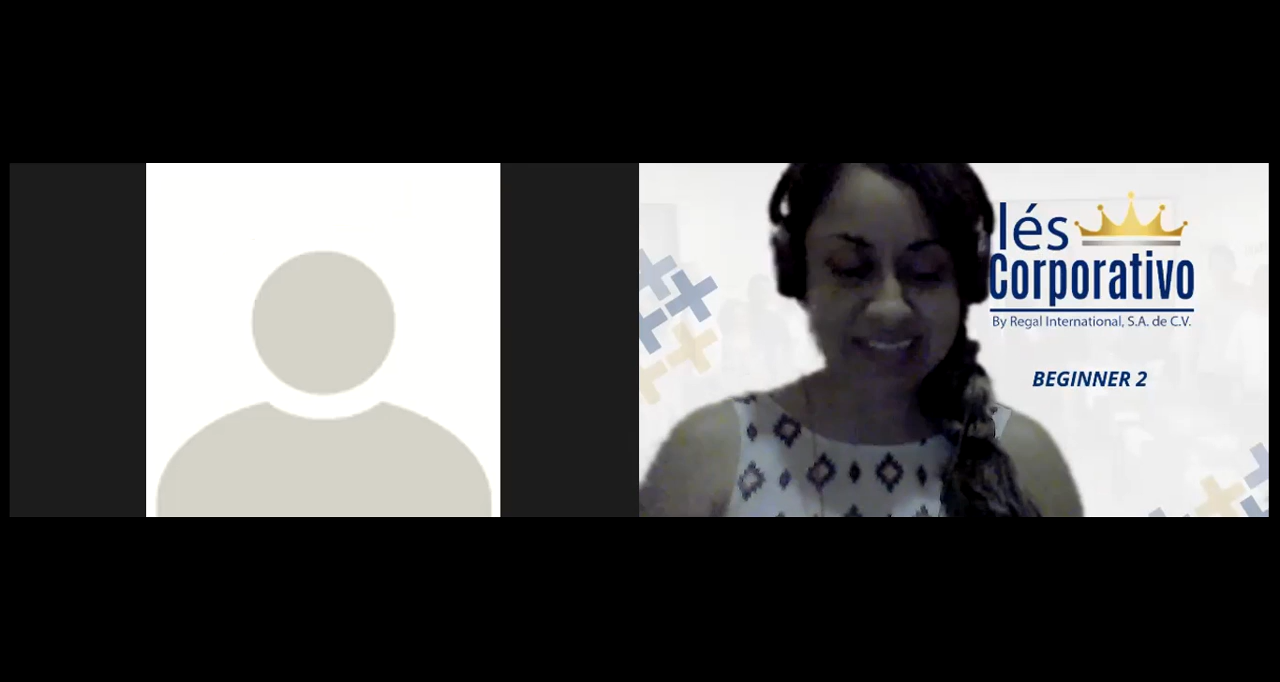 lés
Corporativo
By Regal International, S.A. de C.V.
BEGINNER 2